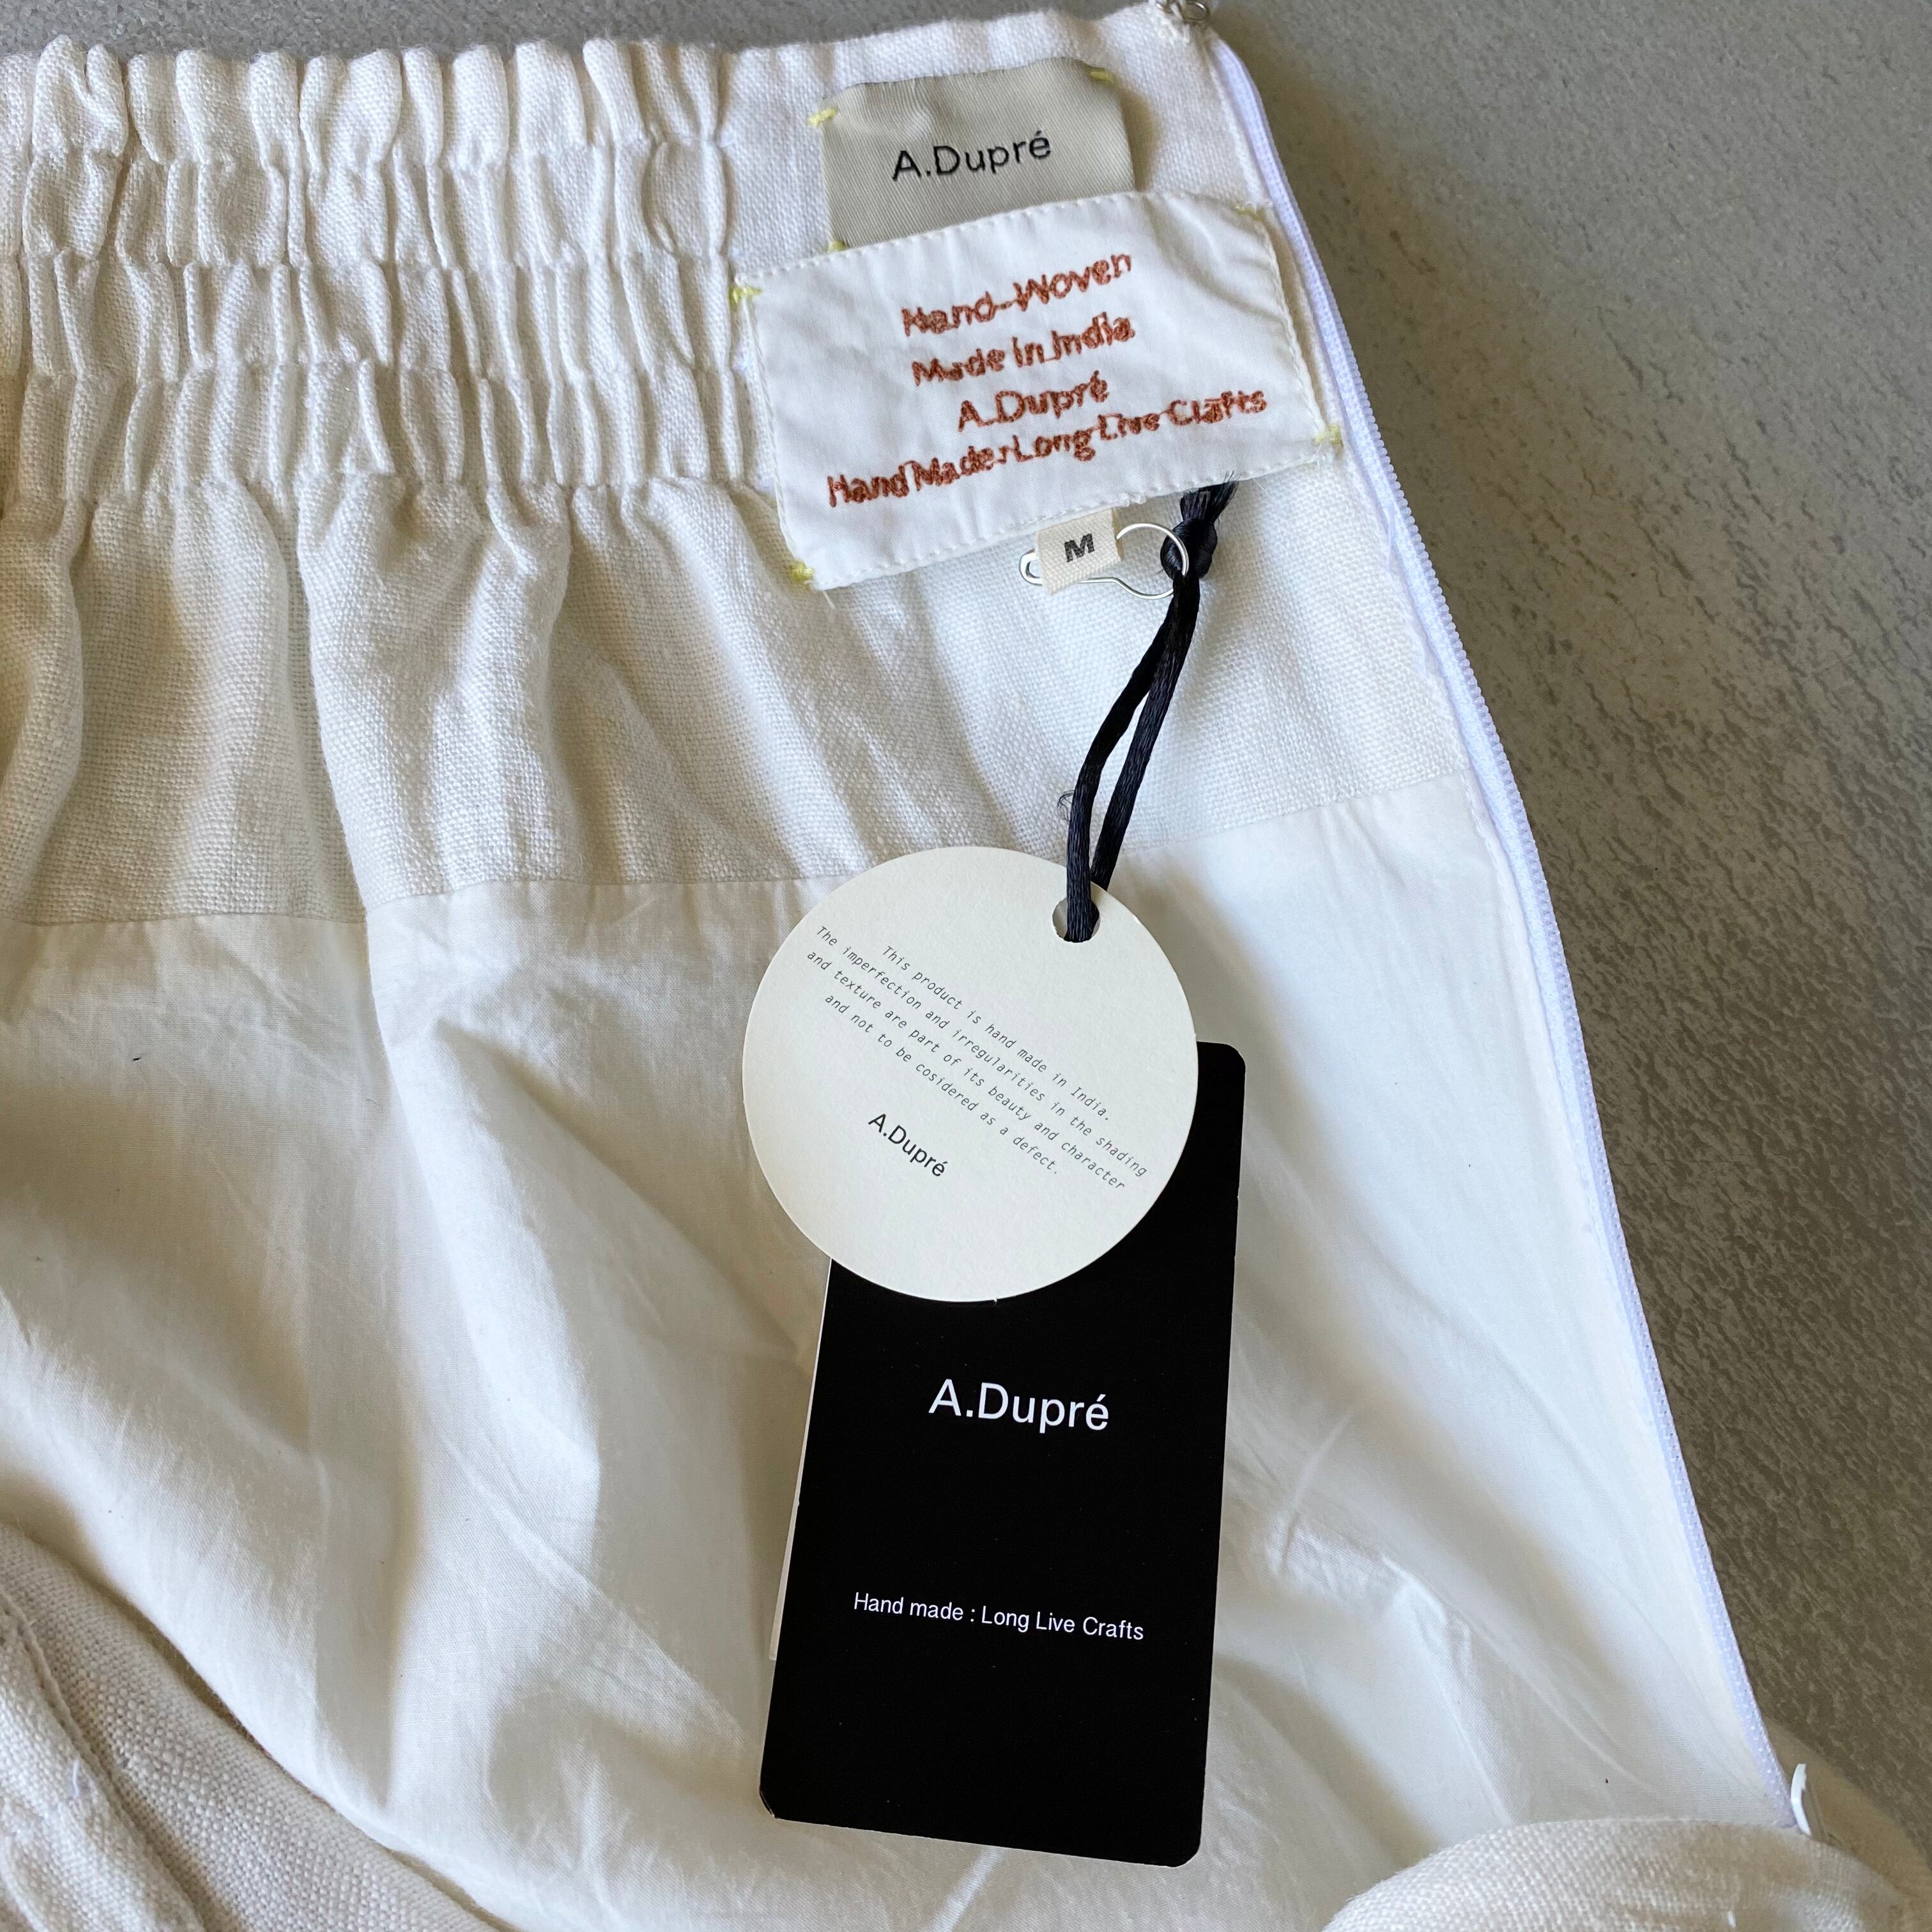 A.Dupré
Hand-Woven
Made in India
A.Dupré
Hand Made:Long Live Crafts
M
This product is hand made in India.
The imperfection and irregularities in the shading
and texture are part of its beauty and character
and not to be cosidered as a defect.
A.Dupré
A.Dupré
Hand made : Long Live Crafts